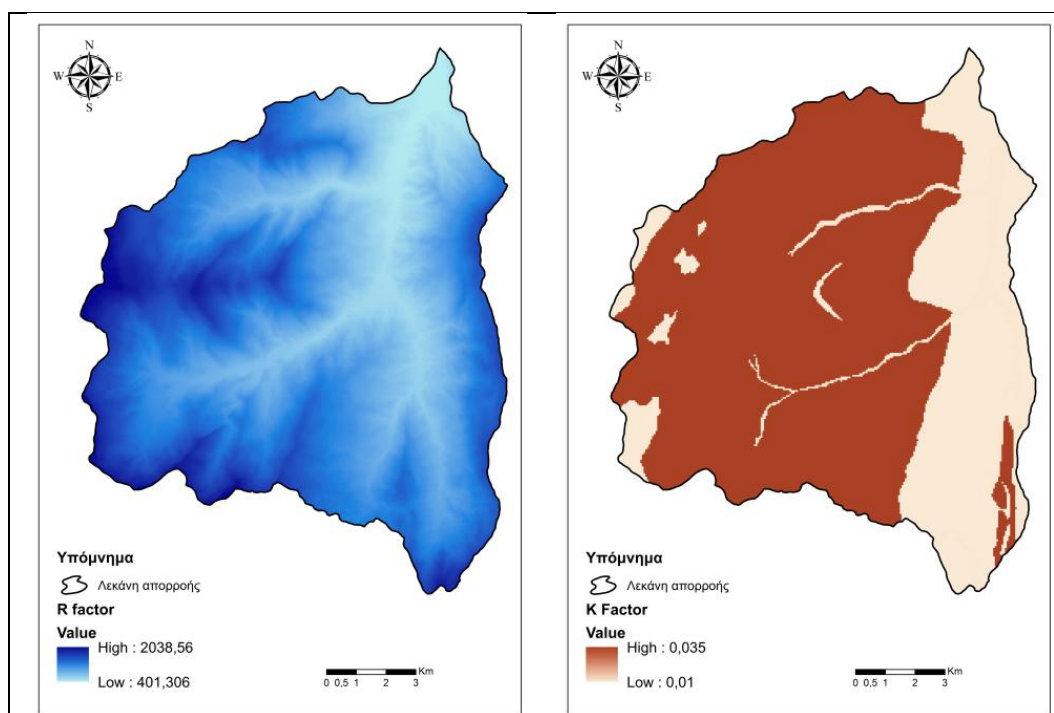 N
W E
S
Υπόμνημα
Λεκάνη απορροής
R factor
Value
High : 2038,56
Low : 401,306
Km
0 0,5 1 2 3
N
W E
S
Υπόμνημα
Λεκάνη απορροής
K Factor
Value
High : 0,035
Low : 0,01
Km
0 0,5 1 2 3